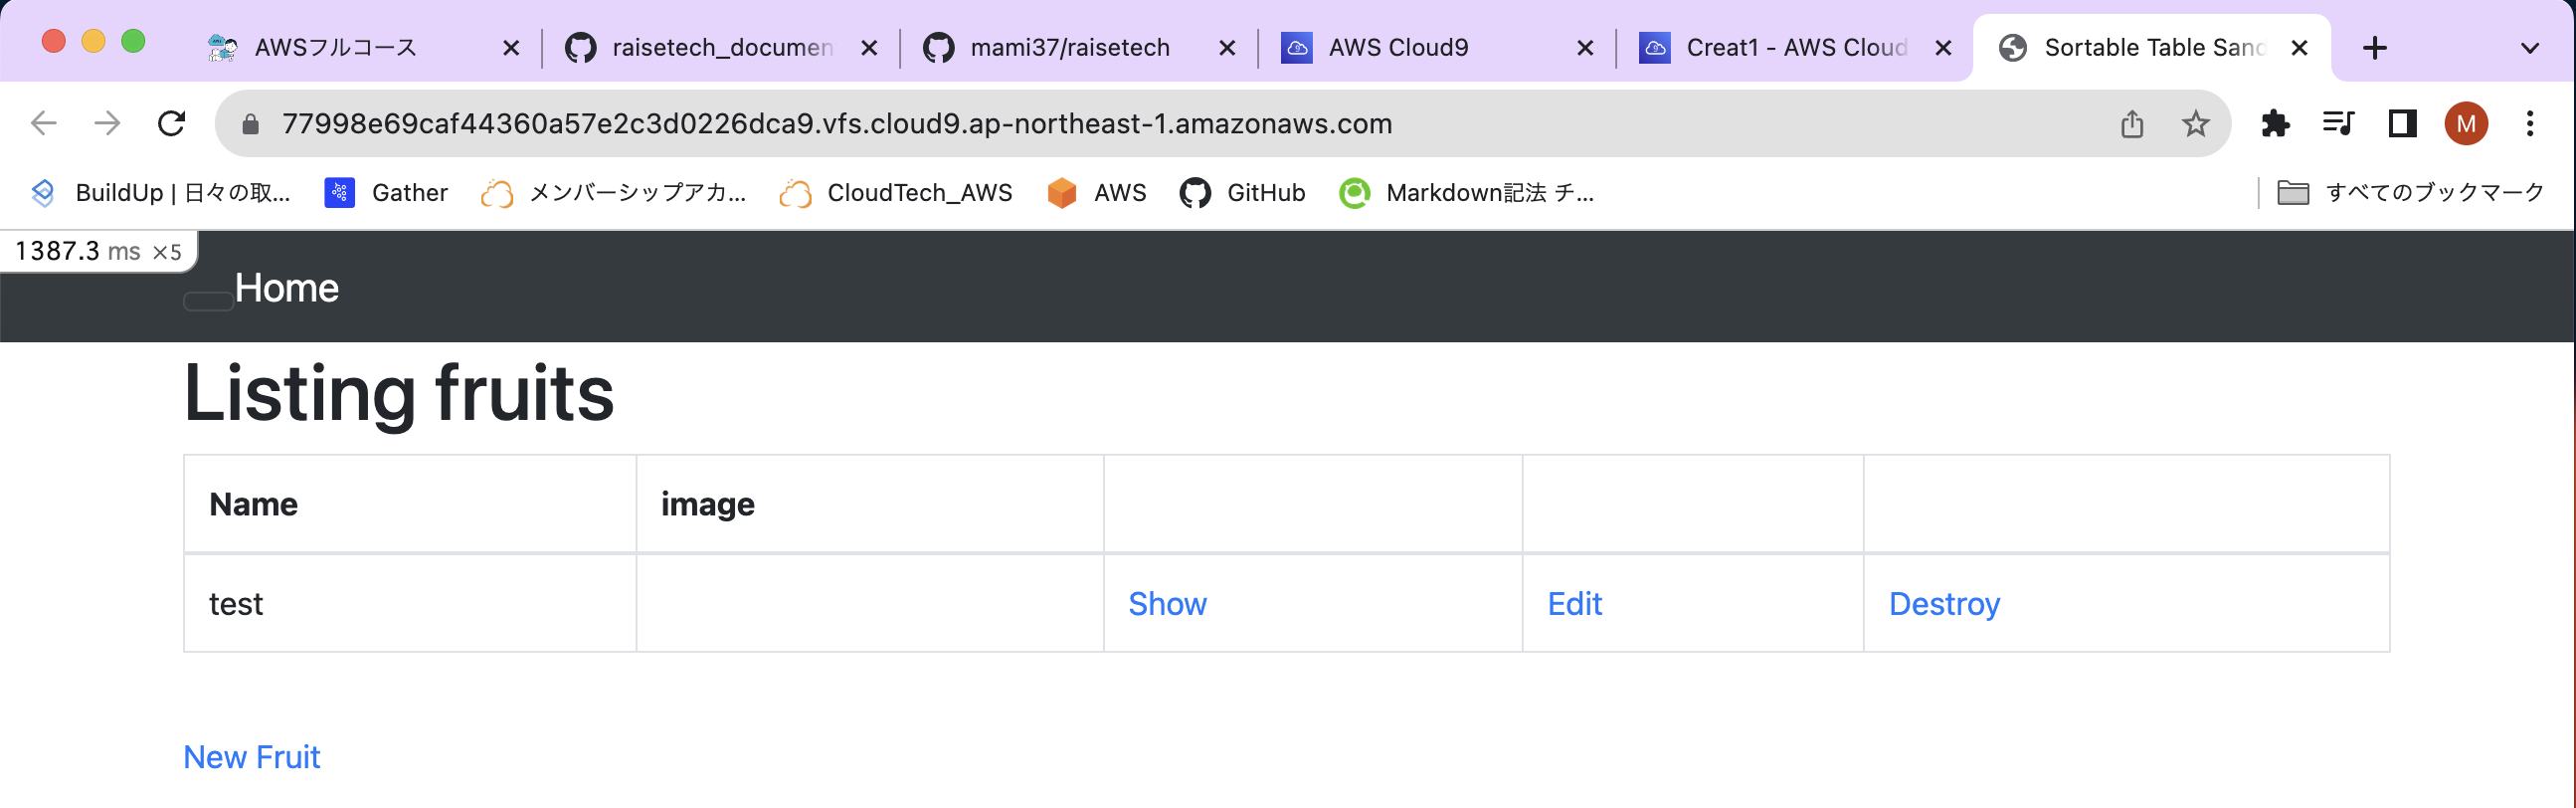 AWSフルコース raisetech_documen mami37/raisetech AWS Cloud9 Creat1 - AWS Cloud Sortable Table Sand
77998e69caf44360a57e2c3d0226dca9.vfs.cloud9.ap-northeast-1.amazonaws.com M
BuildUp | 日々の取... Gather メンバーシップアカ... CloudTech_AWS AWS GitHub Markdown記法 チ... すべてのブックマーク
1387.3 ms ×5
Home
Listing fruits
Name image
test Show Edit Destroy
New Fruit